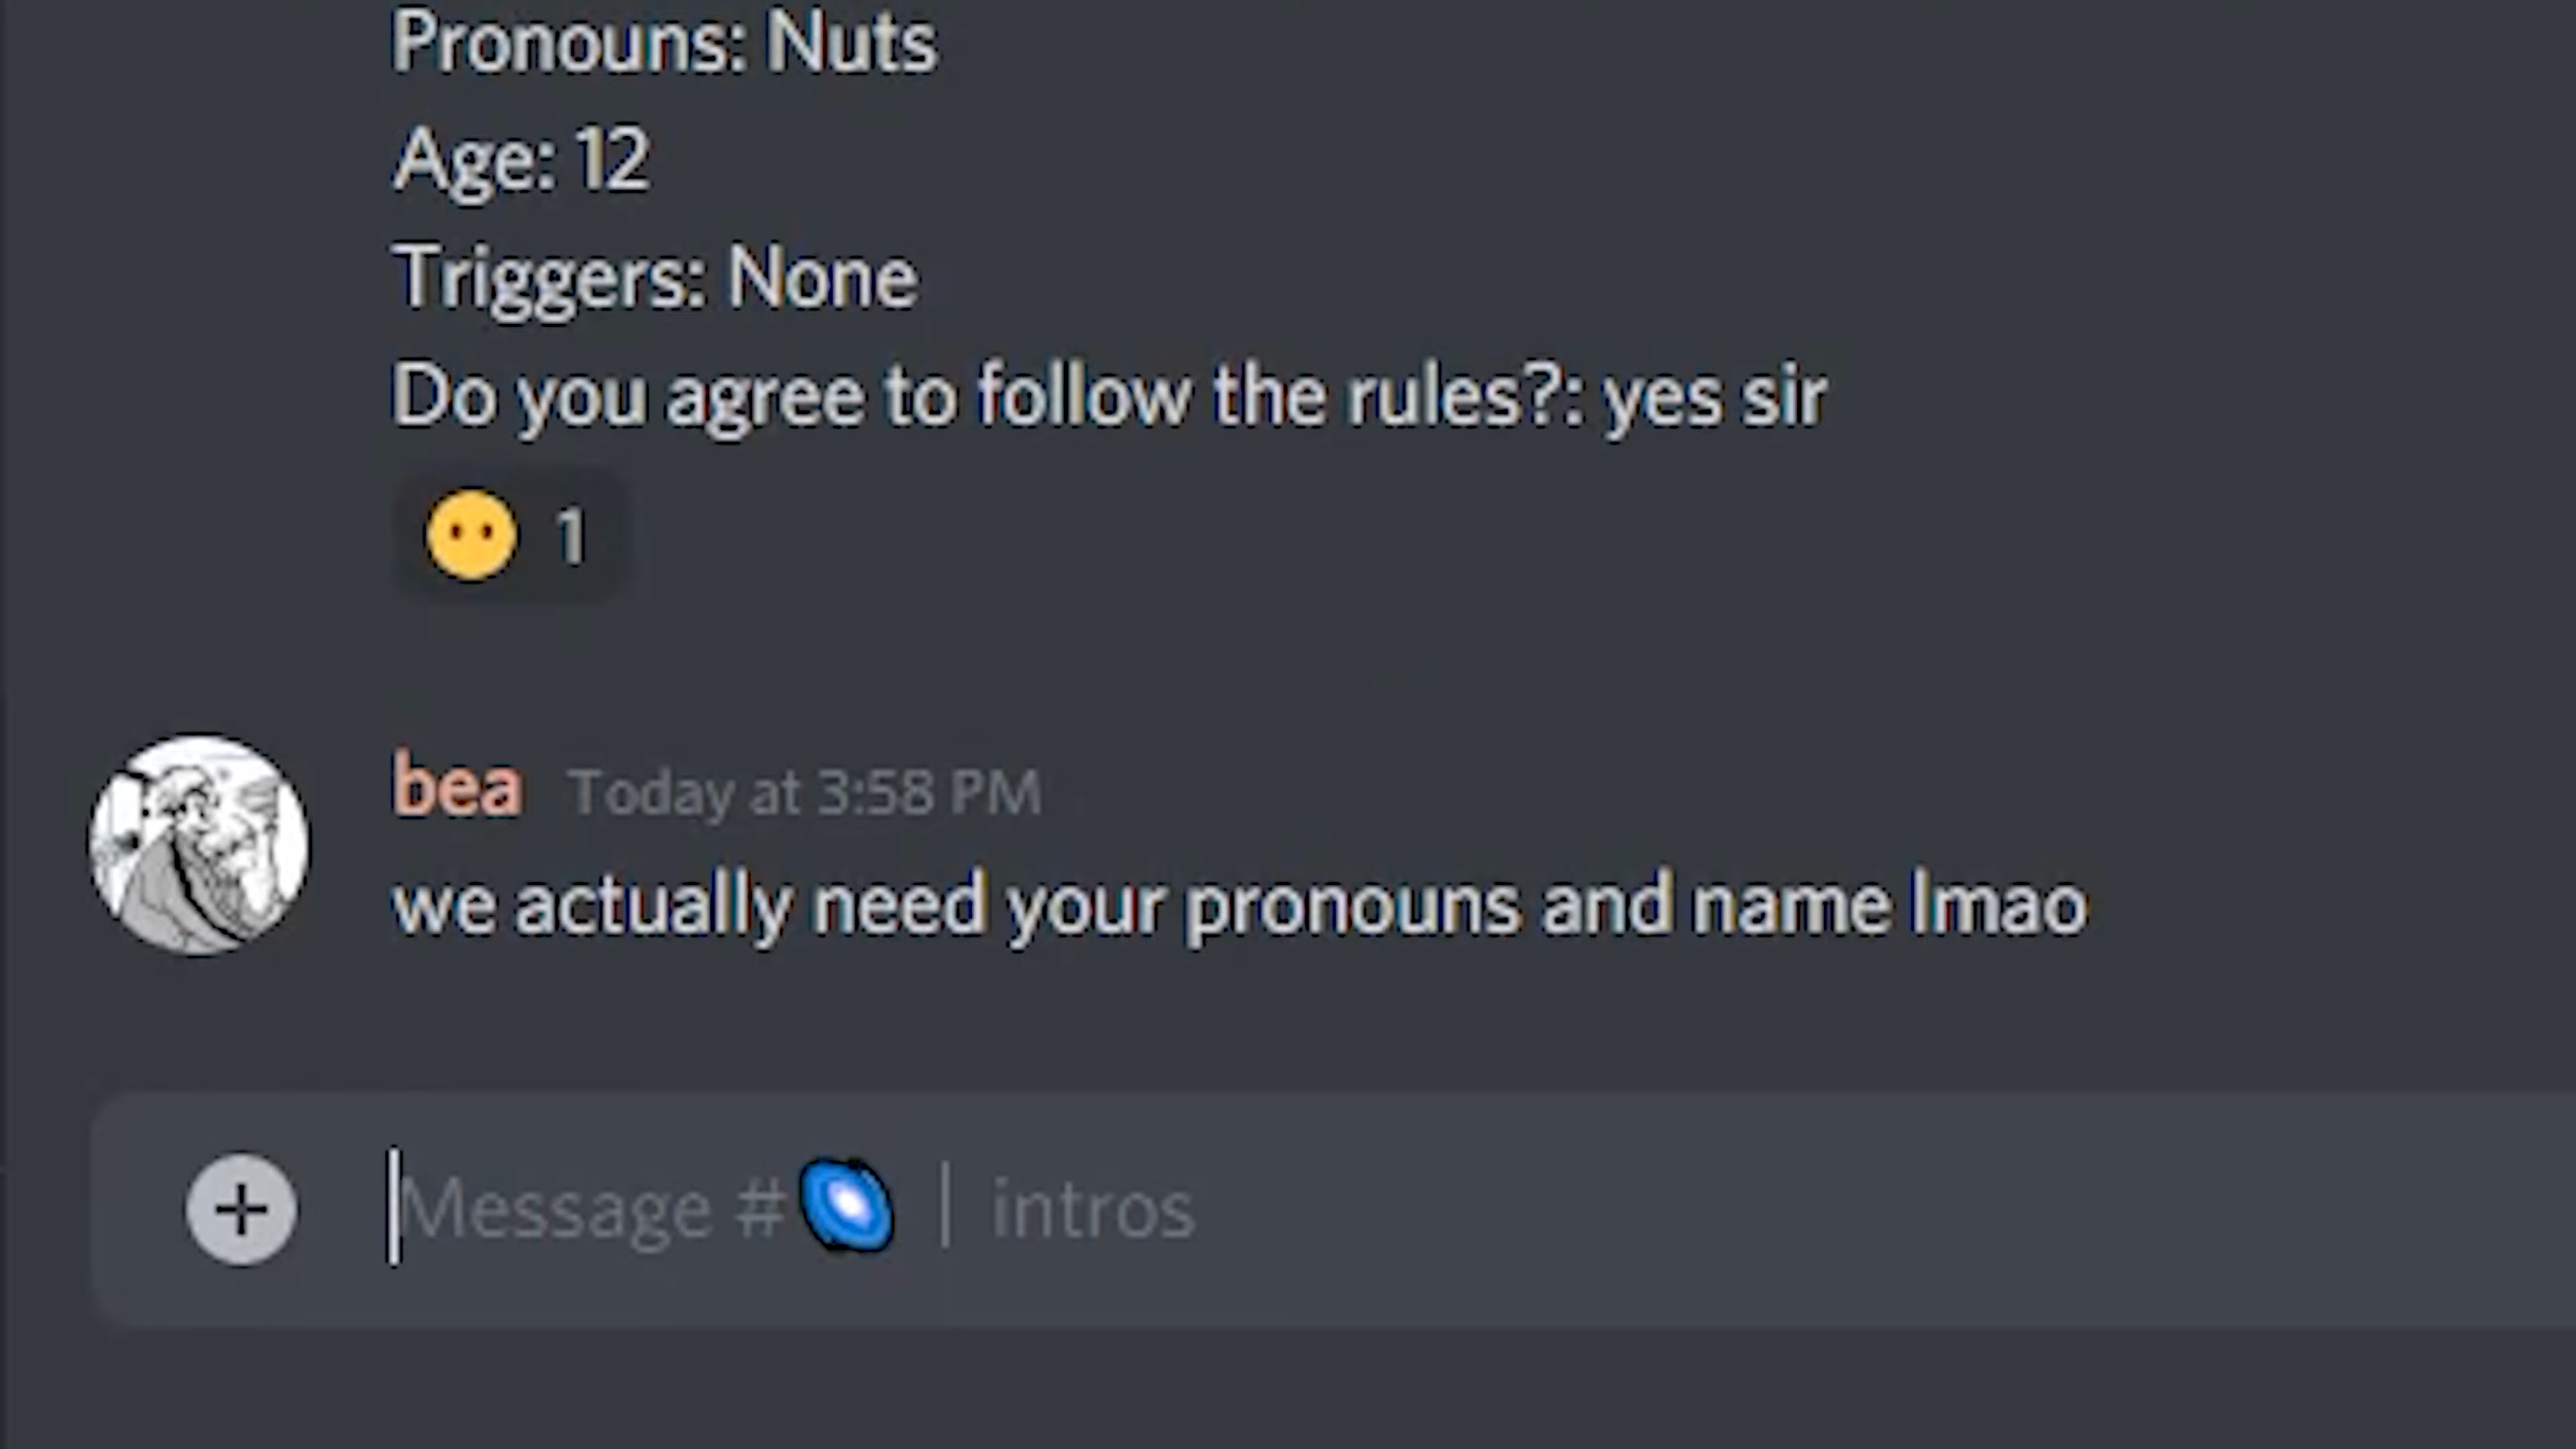 Pronouns: Nuts
Age: 12
Triggers: None
Do you agree to follow the rules?: yes sir
1
bea Today at 3:58 PM
we actually need your pronouns and name lmao
Message # | intros